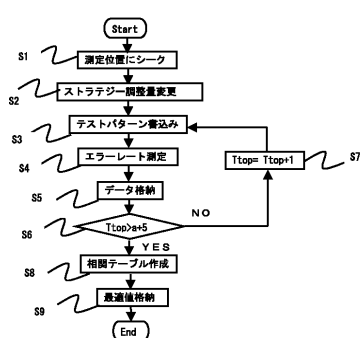 Start
S1
測定位置にシーク
S2
ストラテジー調整量変更
S3
テストパターン書込み
S4
エラーレート測定
Ttop= Ttop+1
S7
S5
データ格納
NO
S6
Ttop>a+5
YES
S8
相関テーブル作成
S9
最適値格納
End